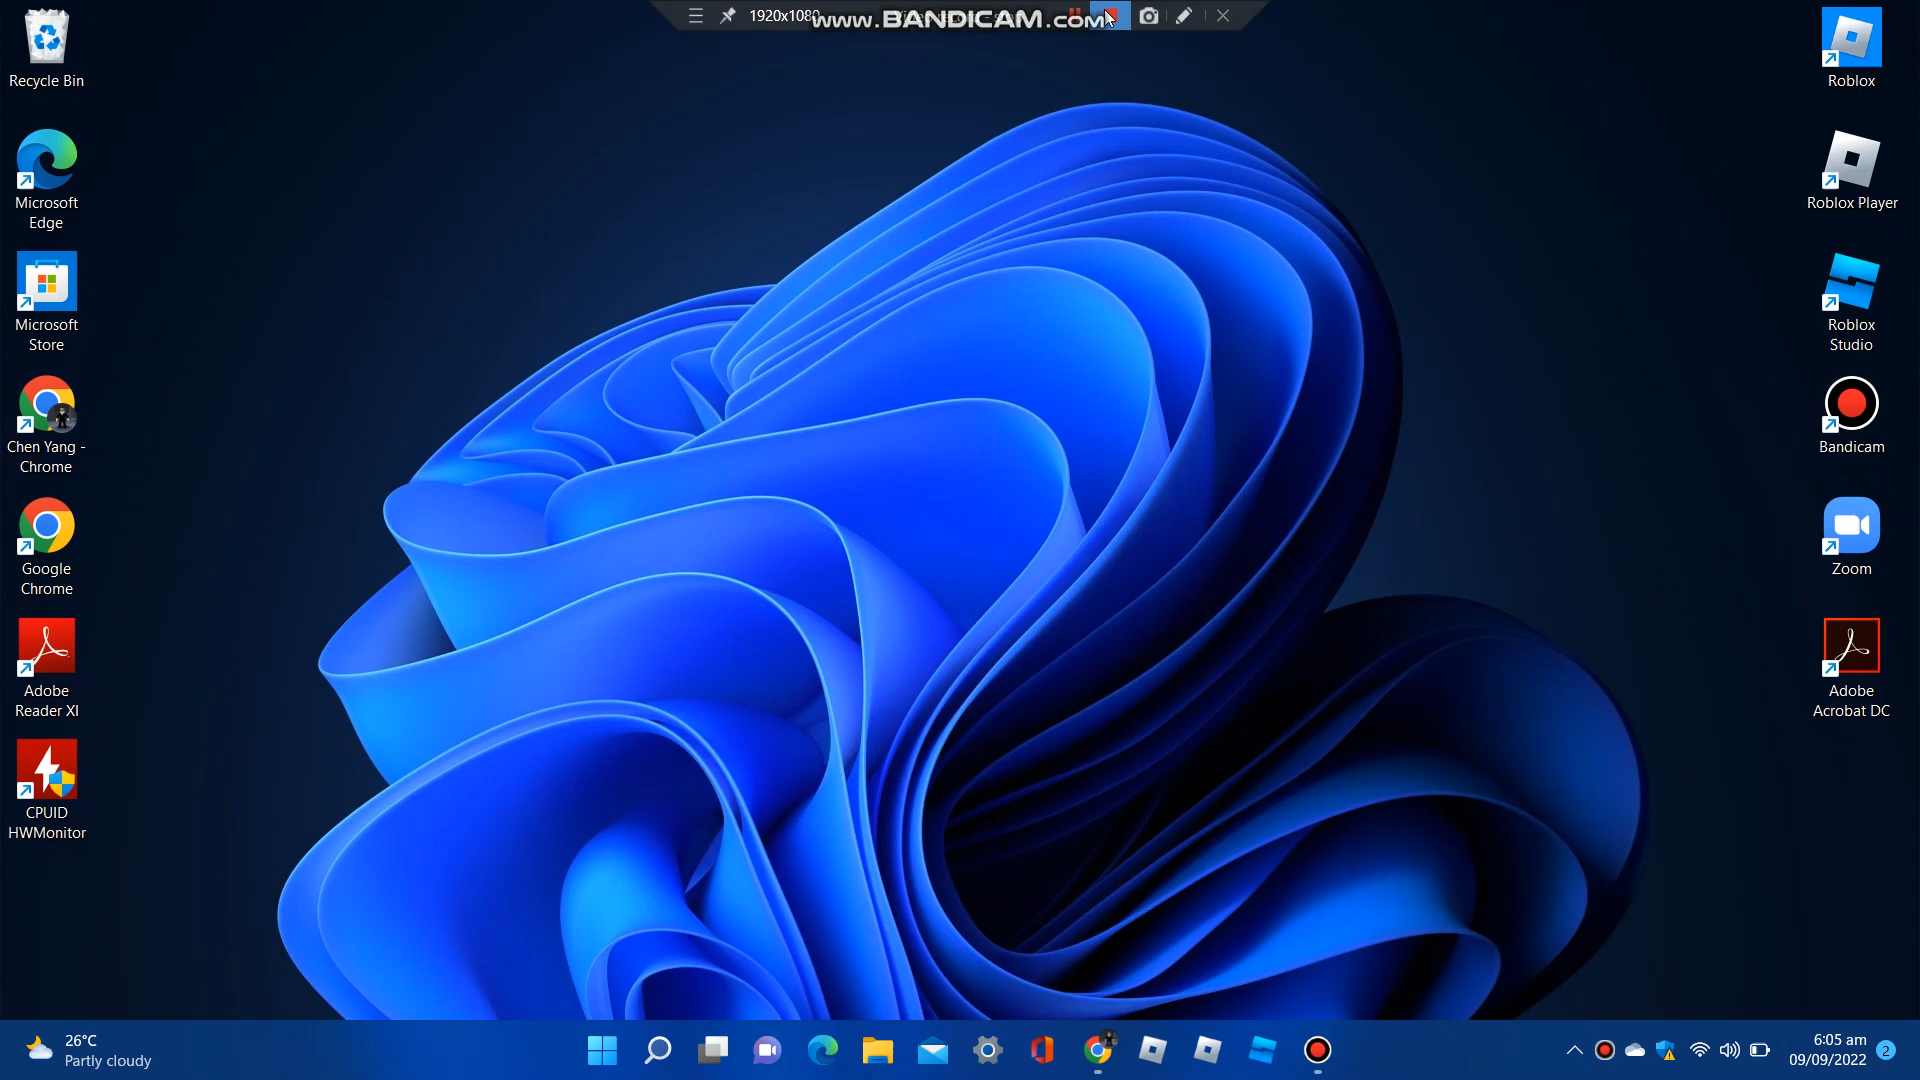 1920x1080
www.BANDICAM.com
Recycle Bin
Microsoft
Edge
Microsoft
Store
Chen Yang -
Chrome
Google
Chrome
Adobe
Reader XI
CPUID
HWMonitor
Roblox
Roblox Player
Roblox
Studio
Bandicam
Zoom
Adobe
Acrobat DC
26°C
Partly cloudy
6:05 am
09/09/2022
2